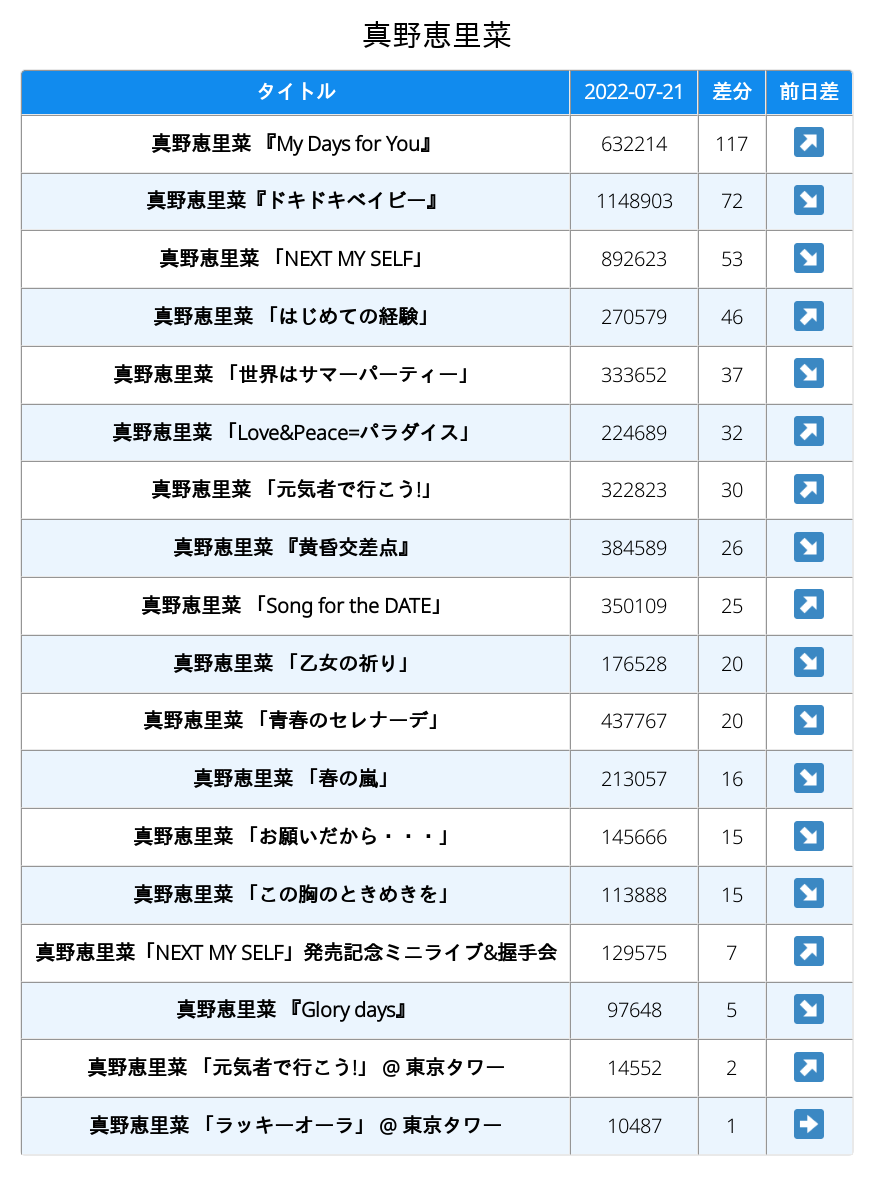 真野恵里菜
タイトル 2022-07-21 差分 前日差
真野恵里菜 『My Days for You』 632214 117 ↗
真野恵里菜『ドキドキベイビー』 1148903 72 ↘
真野恵里菜 「NEXT MY SELF」 892623 53 ↘
真野恵里菜 「はじめての経験」 270579 46 ↗
真野恵里菜 「世界はサマーパーティー」 333652 37 ↘
真野恵里菜 「Love&Peace=パラダイス」 224689 32 ↗
真野恵里菜 「元気者で行こう!」 322823 30 ↗
真野恵里菜 『黄昏交差点』 384589 26 ↘
真野恵里菜 「Song for the DATE」 350109 25 ↗
真野恵里菜 「乙女の祈り」 176528 20 ↘
真野恵里菜 「青春のセレナーデ」 437767 20 ↘
真野恵里菜 「春の嵐」 213057 16 ↘
真野恵里菜 「お願いだから・・・」 145666 15 ↘
真野恵里菜 「この胸のときめきを」 113888 15 ↘
真野恵里菜「NEXT MY SELF」発売記念ミニライブ&握手会 129575 7 ↗
真野恵里菜 『Glory days』 97648 5 ↘
真野恵里菜 「元気者で行こう!」 @ 東京タワー 14552 2 ↗
真野恵里菜 「ラッキーオーラ」 @ 東京タワー 10487 1 ➡